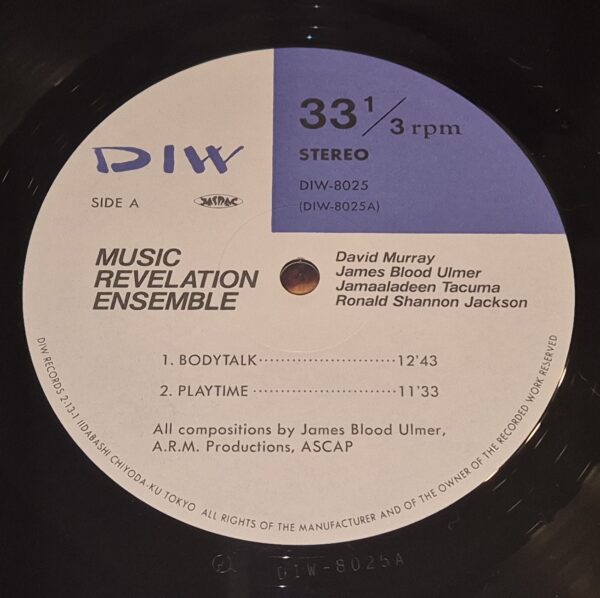 DIW
33 1/3 rpm
STEREO
DIW-8025
(DIW-8025A)
SIDE A
JASRAC
MUSIC
REVELATION
ENSEMBLE
David Murray
James Blood Ulmer
Jamaaladeen Tacuma
Ronald Shannon Jackson
1. BODYTALK························12'43
2. PLAYTIME························11'33
All compositions by James Blood Ulmer,
A.R.M. Productions, ASCAP
DIW RECORDS 2-13-1 IIDABASHI CHIYODA-KU TOKYO ALL RIGHTS OF THE MANUFACTURER AND OF THE OWNER OF THE RECORDED WORK RESERVED
DIW-8025A